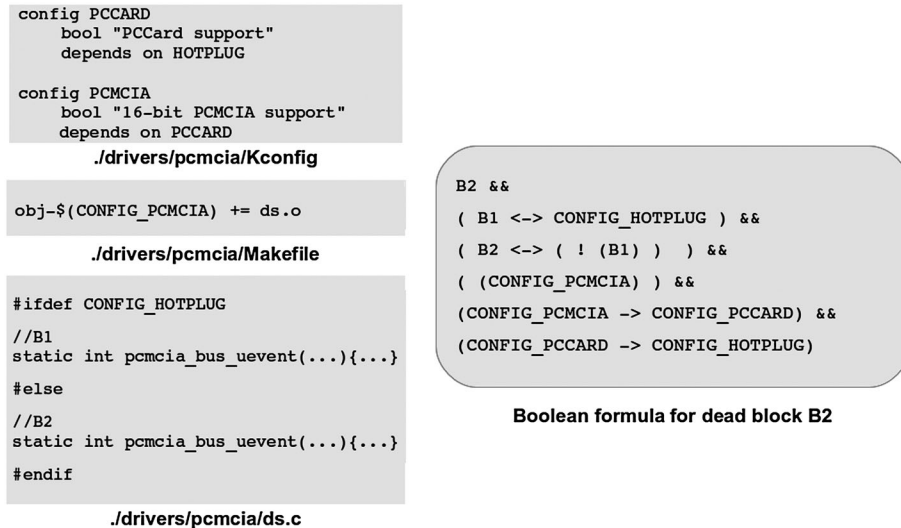 config PCCARD
bool "PCCard support"
depends on HOTPLUG
config PCMCIA
bool "16-bit PCMCIA support"
depends on PCCARD
./drivers/pcmcia/Kconfig
obj-$(CONFIG_PCMCIA) += ds.o
./drivers/pcmcia/Makefile
#ifdef CONFIG_HOTPLUG
//B1
static int pcmcia_bus_uevent(...){...}
#else
//B2
static int pcmcia_bus_uevent(...){...}
#endif
./drivers/pcmcia/ds.c
B2 &&
( B1 <-> CONFIG_HOTPLUG ) &&
( B2 <-> ( ! (B1) ) ) &&
( (CONFIG_PCMCIA) ) &&
(CONFIG_PCMCIA -> CONFIG_PCCARD) &&
(CONFIG_PCCARD -> CONFIG_HOTPLUG)
Boolean formula for dead block B2